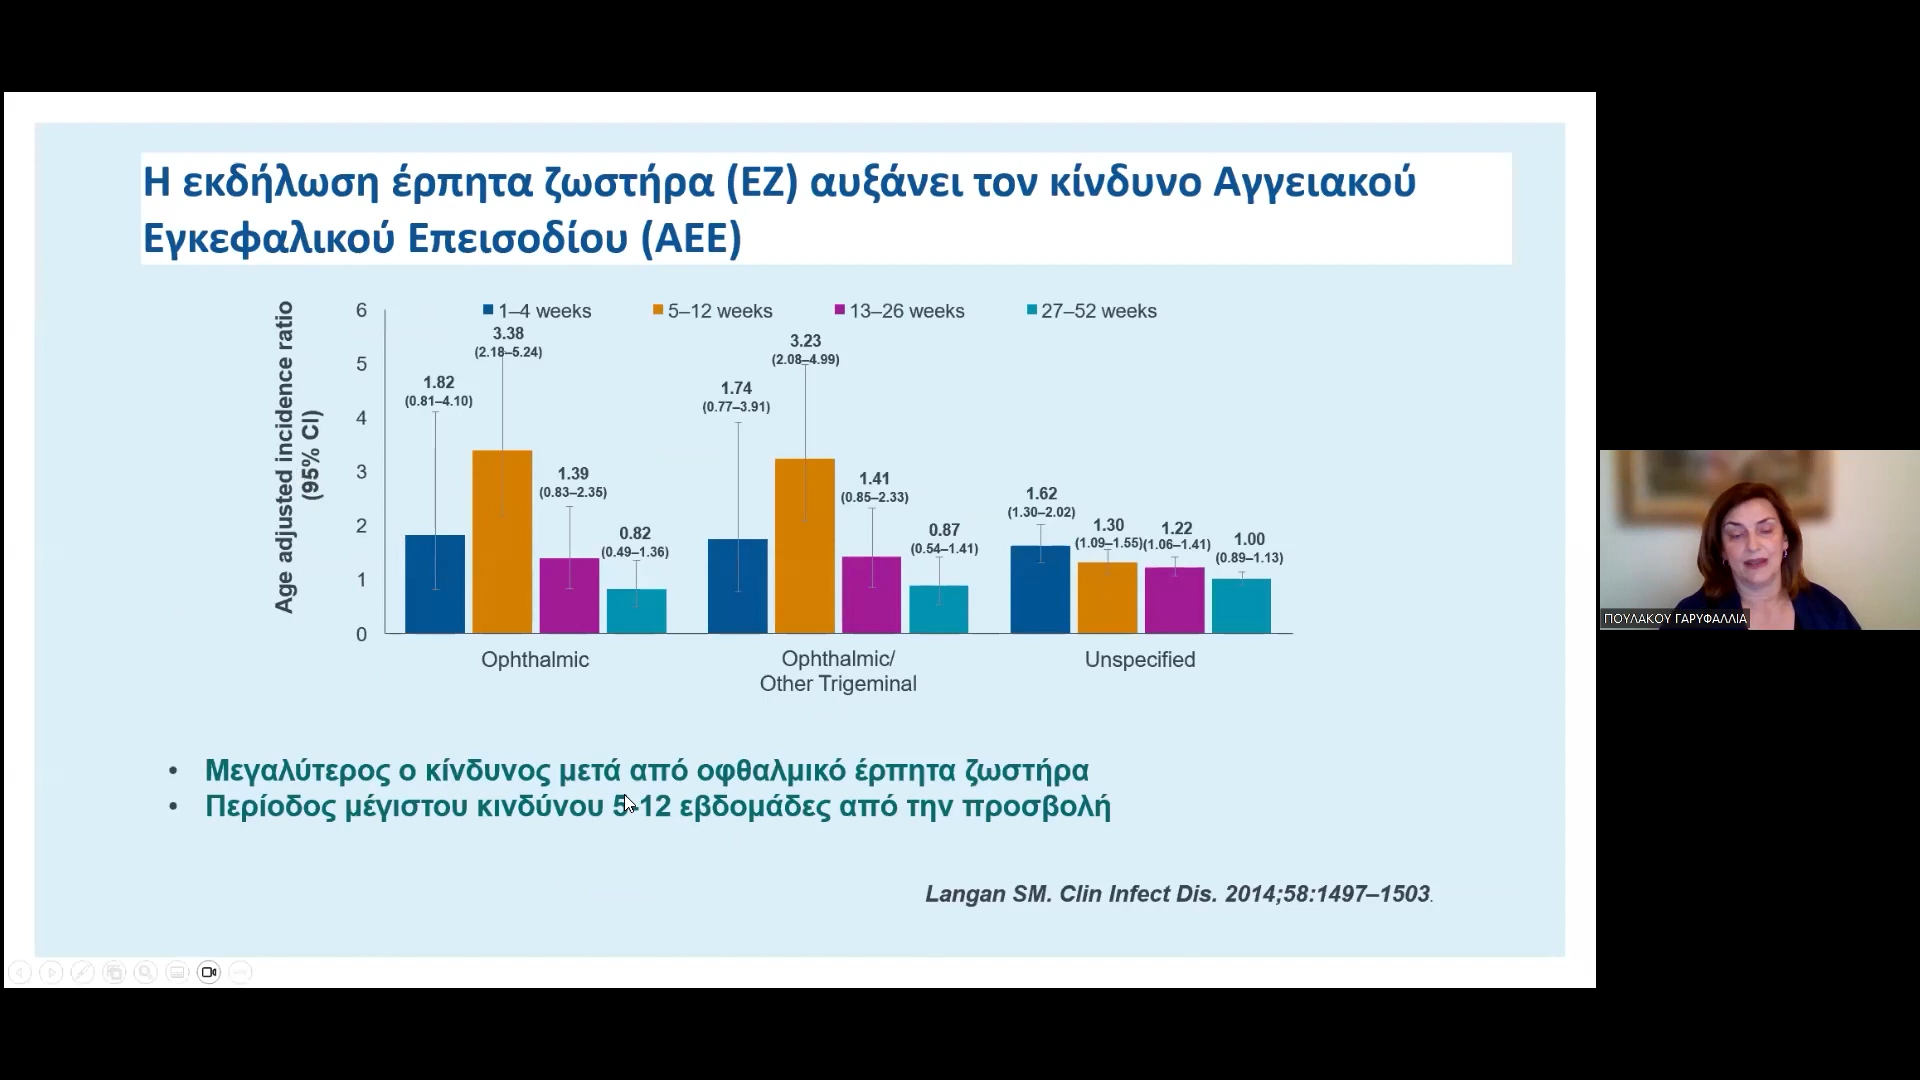 Η εκδήλωση έρπητα ζωστήρα (ΕΖ) αυξάνει τον κίνδυνο Αγγειακού
Εγκεφαλικού Επεισοδίου (ΑΕΕ)
Age adjusted incidence ratio
(95% CI)
6
5
4
3
2
1
0
1–4 weeks
5–12 weeks
13–26 weeks
27–52 weeks
1.82
(0.81–4.10)
3.38
(2.18–5.24)
1.39
(0.83–2.35)
0.82
(0.49–1.36)
1.74
(0.77–3.91)
3.23
(2.08–4.99)
1.41
(0.85–2.33)
0.87
(0.54–1.41)
1.62
(1.30–2.02)
1.30
(1.09–1.55)
1.22
(1.06–1.41)
1.00
(0.89–1.13)
Ophthalmic
Ophthalmic/
Other Trigeminal
Unspecified
• Μεγαλύτερος ο κίνδυνος μετά από οφθαλμικό έρπητα ζωστήρα
• Περίοδος μέγιστου κινδύνου 5-12 εβδομάδες από την προσβολή
Langan SM. Clin Infect Dis. 2014;58:1497–1503.
ΠΟΥΛΑΚΟΥ ΓΑΡΥΦΑΛΛΙΑ